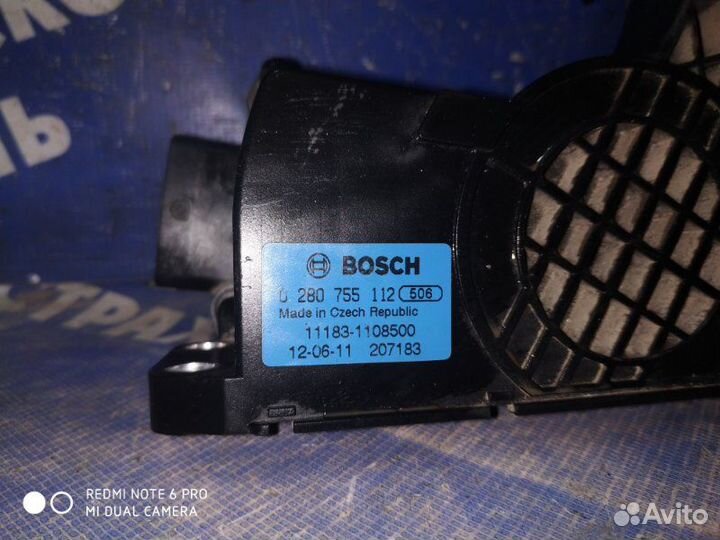 BOSCH
0 280 755 112 506
Made in Czech Republic
11183-1108500
12-06-11 207183
REDMI NOTE 6 PRO
MI DUAL CAMERA
Avito